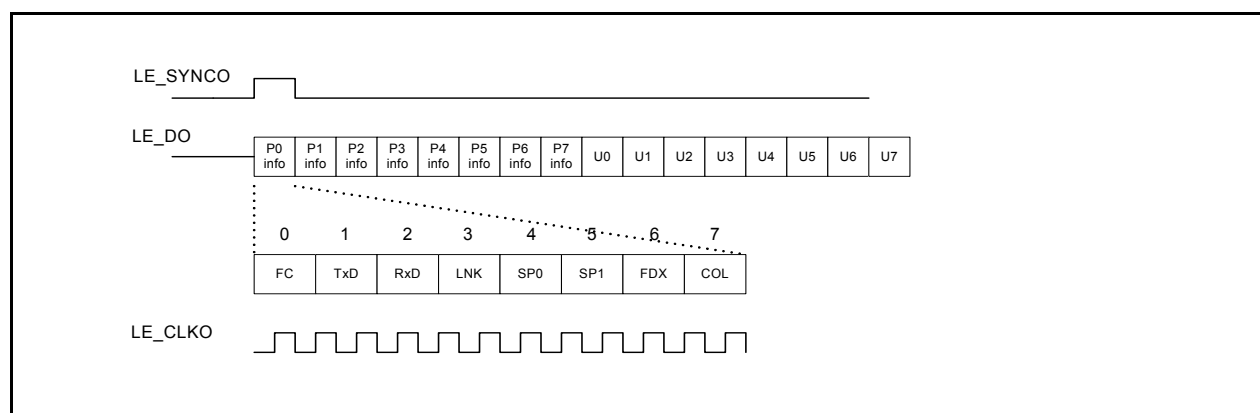 LE_SYNCO
LE_DO
P0 info P1 info P2 info P3 info P4 info P5 info P6 info P7 info U0 U1 U2 U3 U4 U5 U6 U7
0 1 2 3 4 5 6 7
FC TxD RxD LNK SP0 SP1 FDX COL
LE_CLKO